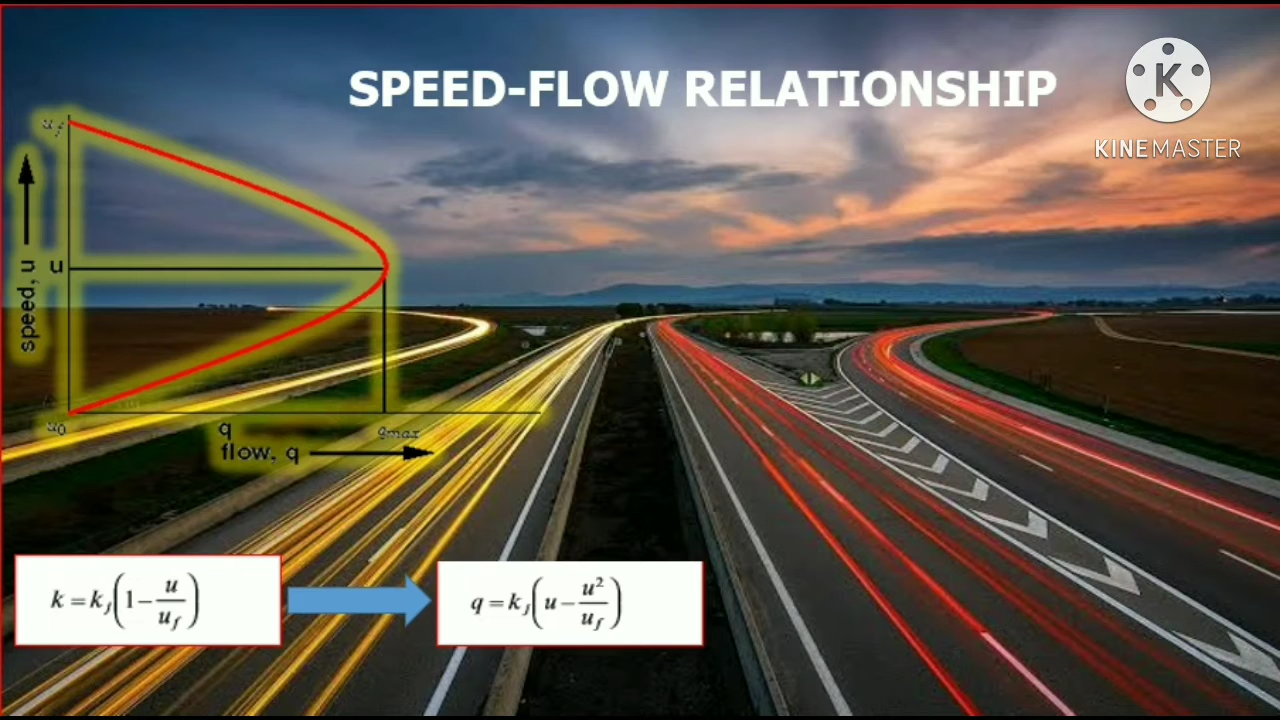 SPEED-FLOW RELATIONSHIP
K
KINEMASTER
u_f
speed, u
u
u_0
q
q_max
flow, q
k = k_j(1 - u/u_f)
q = k_j(u - u²/u_f)